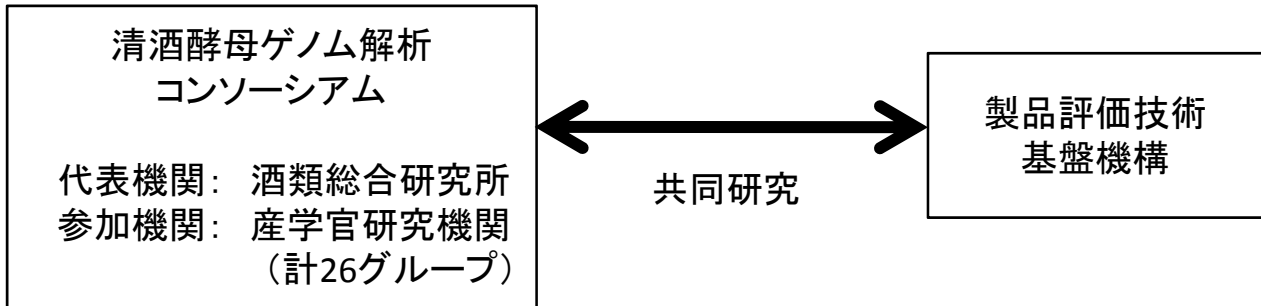 清酒酵母ゲノム解析
コンソーシアム
代表機関： 酒類総合研究所
参加機関： 産学官研究機関
（計26グループ）
共同研究
製品評価技術
基盤機構